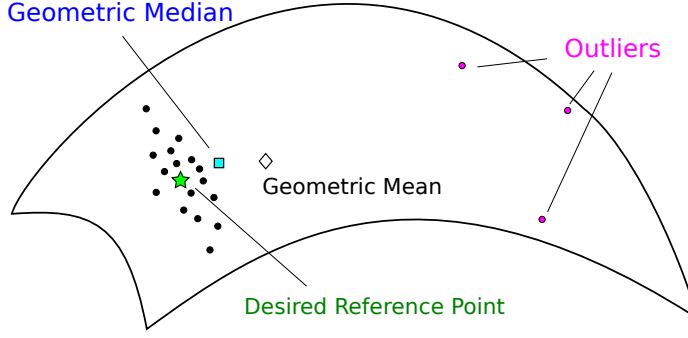 Geometric Median
Outliers
Geometric Mean
Desired Reference Point